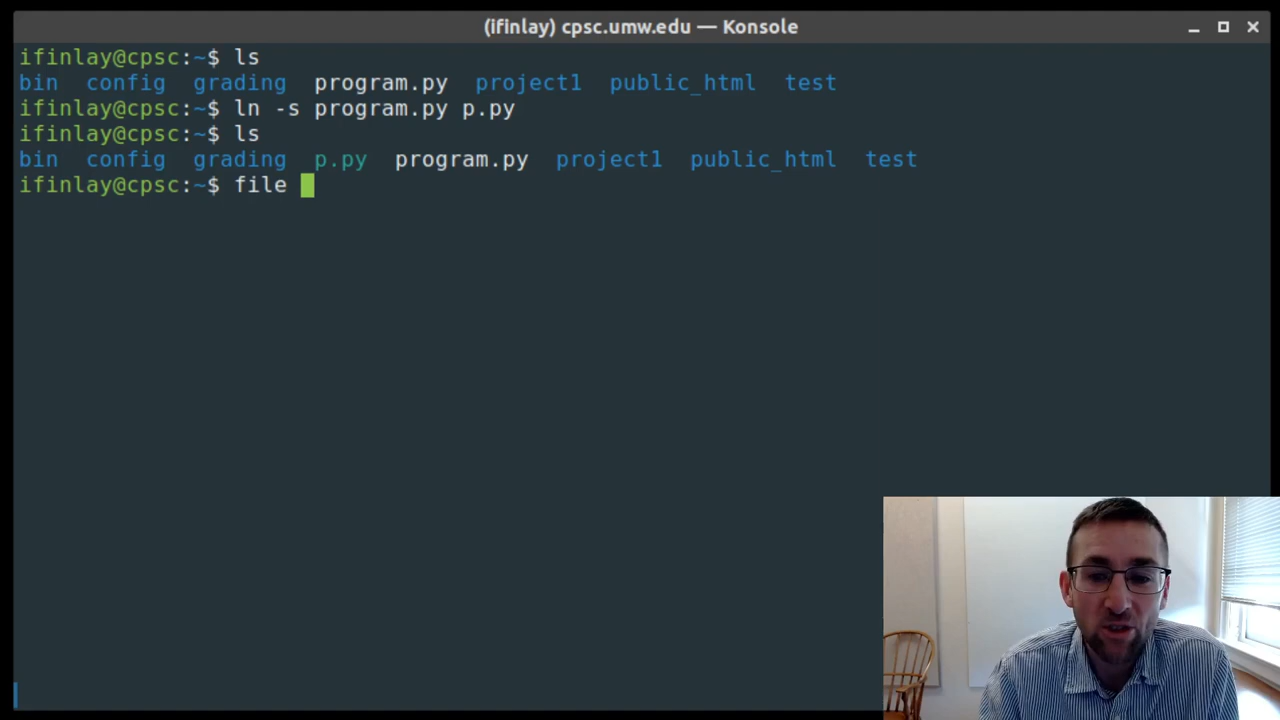 (ifinlay) cpsc.umw.edu — Konsole
ifinlay@cpsc:~$ ls
bin config grading program.py project1 public_html test
ifinlay@cpsc:~$ ln -s program.py p.py
ifinlay@cpsc:~$ ls
bin config grading p.py program.py project1 public_html test
ifinlay@cpsc:~$ file